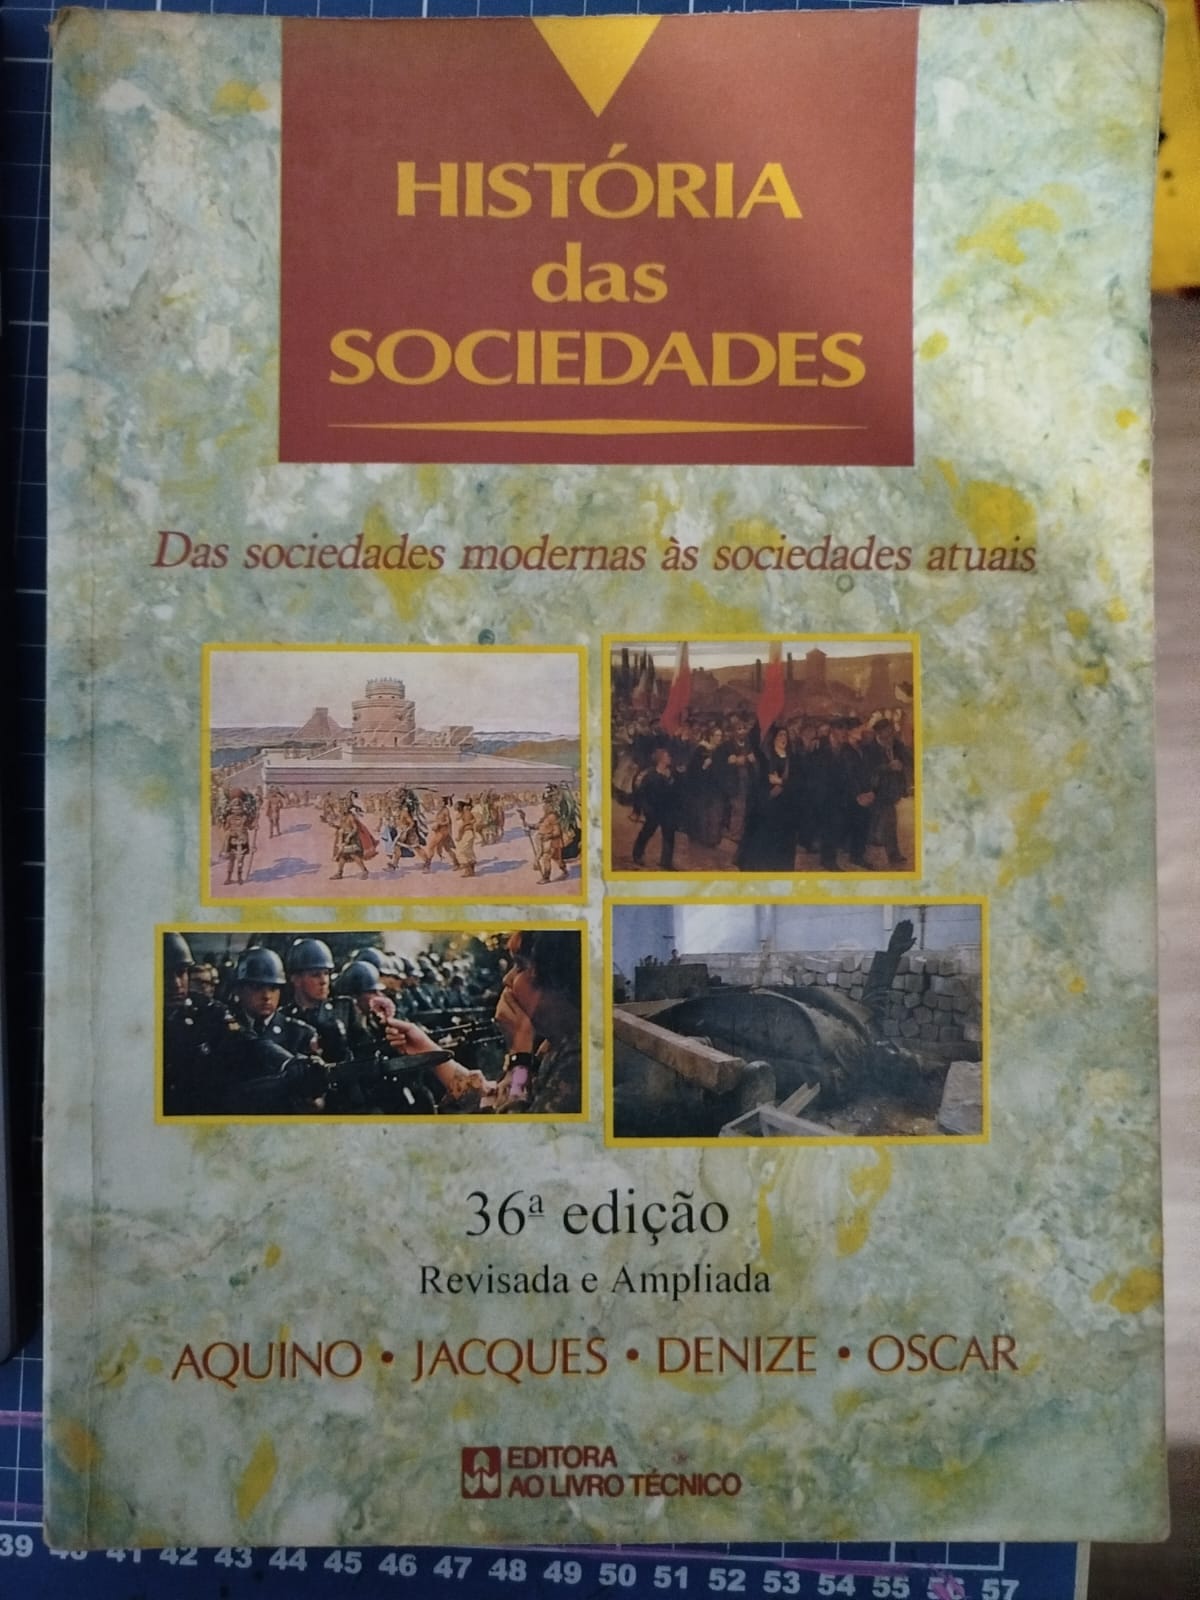 HISTÓRIA
das
SOCIEDADES
Das sociedades modernas às sociedades atuais
36ª edição
Revisada e Ampliada
AQUINO • JACQUES • DENIZE • OSCAR
EDITORA
AO LIVRO TÉCNICO
39 40 41 42 43 44 45 46 47 48 49 50 51 52 53 54 55 56 57